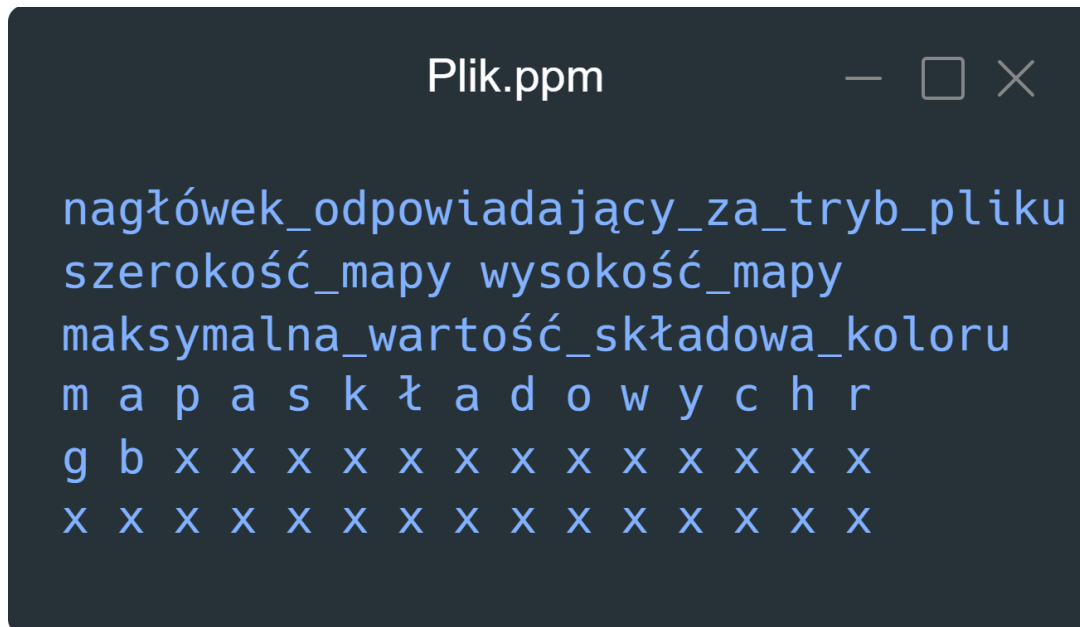 Plik.ppm
nagłówek_odpowiadający_za_tryb_pliku
szerokość_mapy wysokość_mapy
maksymalna_wartość_składowa_koloru
m a p a s k ł a d o w y c h r
g b x x x x x x x x x x x x x
x x x x x x x x x x x x x x x